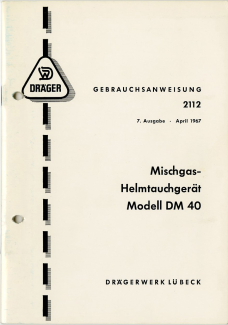 DRÄGER
GEBRAUCHSANWEISUNG
2112
7. Ausgabe - April 1967
Mischgas-
Helmtauchgerät
Modell DM 40
DRÄGERWERK LÜBECK